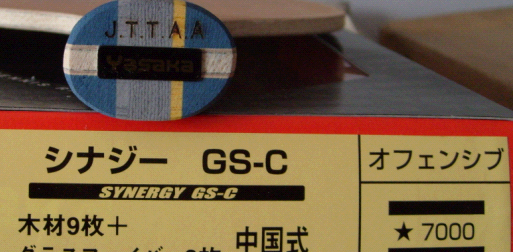 J.T.T.A.A
Yasaka
シナジー GS-C
オフェンシブ
SYNERGY GS-C
木材9枚＋
中国式
★ 7000